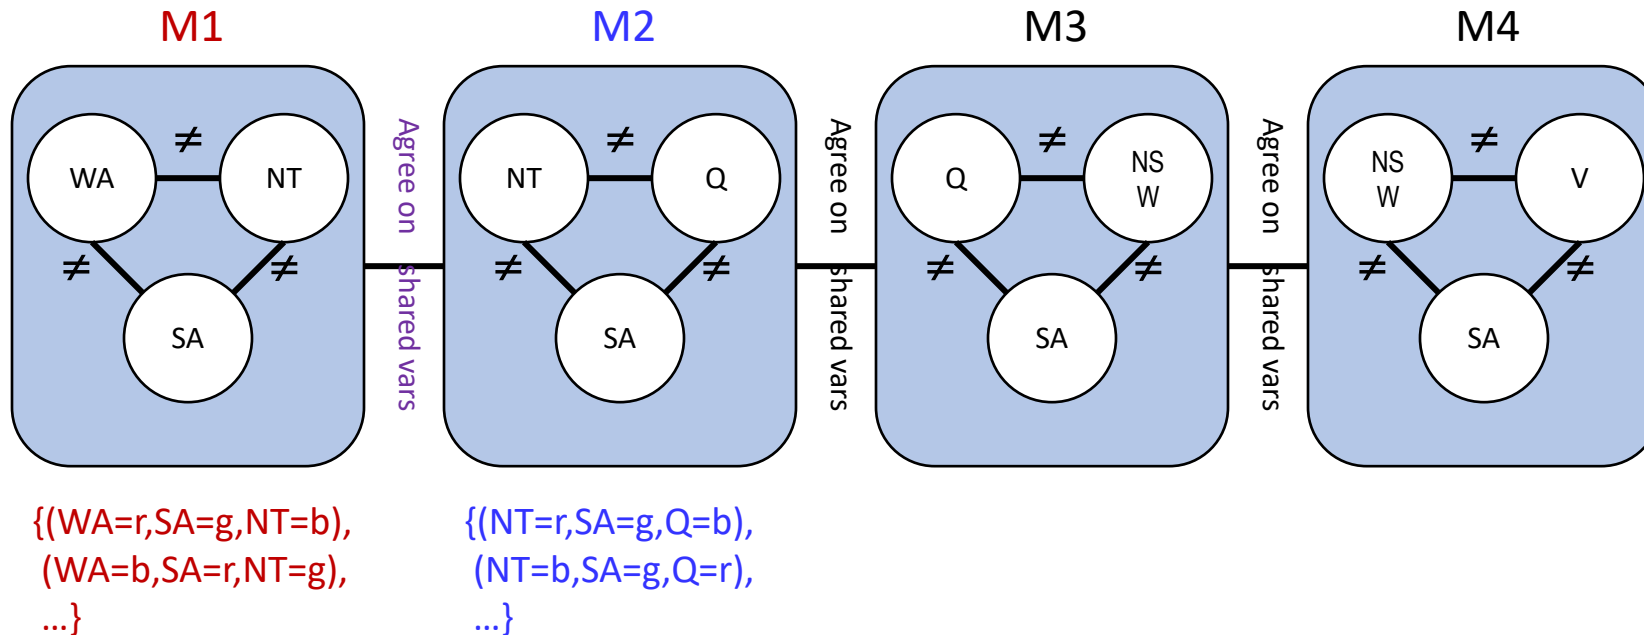 M1
M2
M3
M4
WA
≠
NT
≠
≠
SA
Agree on shared vars
NT
≠
Q
≠
≠
SA
Agree on shared vars
Q
≠
NS
W
≠
≠
SA
Agree on shared vars
NS
W
≠
V
≠
≠
SA
{(WA=r,SA=g,NT=b),
(WA=b,SA=r,NT=g),
...}
{(NT=r,SA=g,Q=b),
(NT=b,SA=g,Q=r),
...}